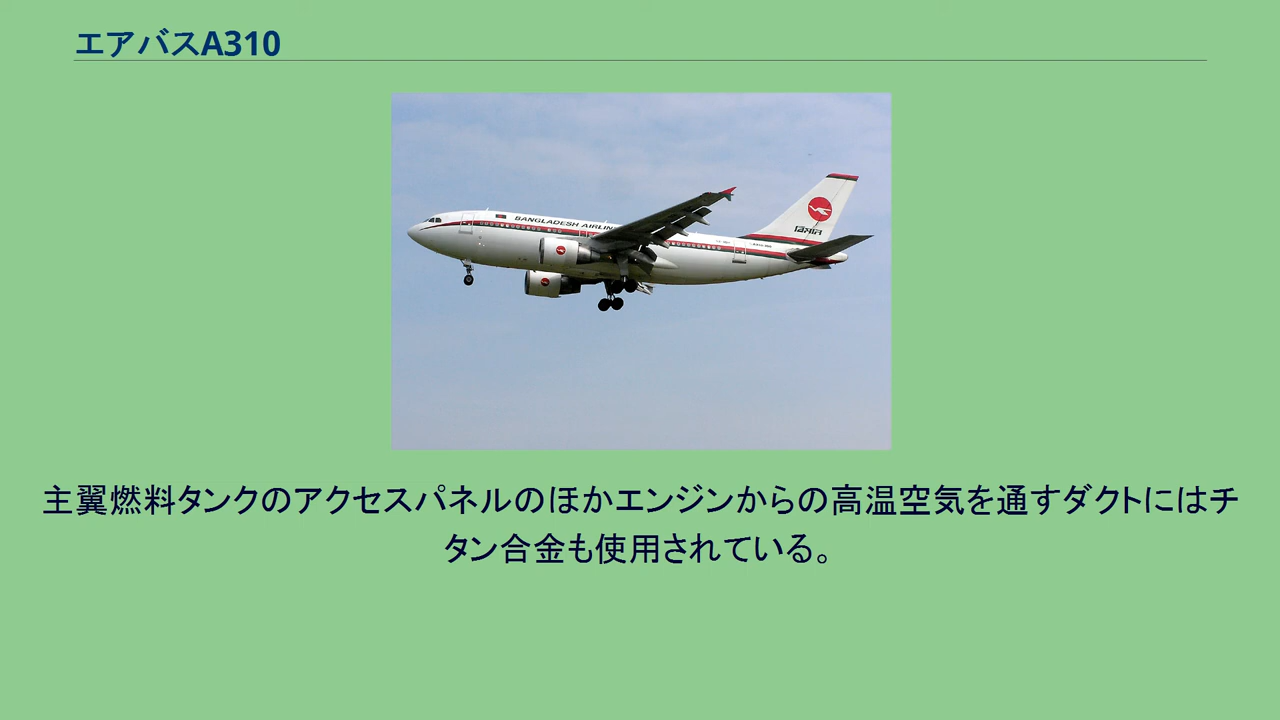 エアバスA310
BANGLADESH AIRLIN
主翼燃料タンクのアクセスパネルのほかエンジンからの高温空気を通すダクトにはチ
タン合金も使用されている。